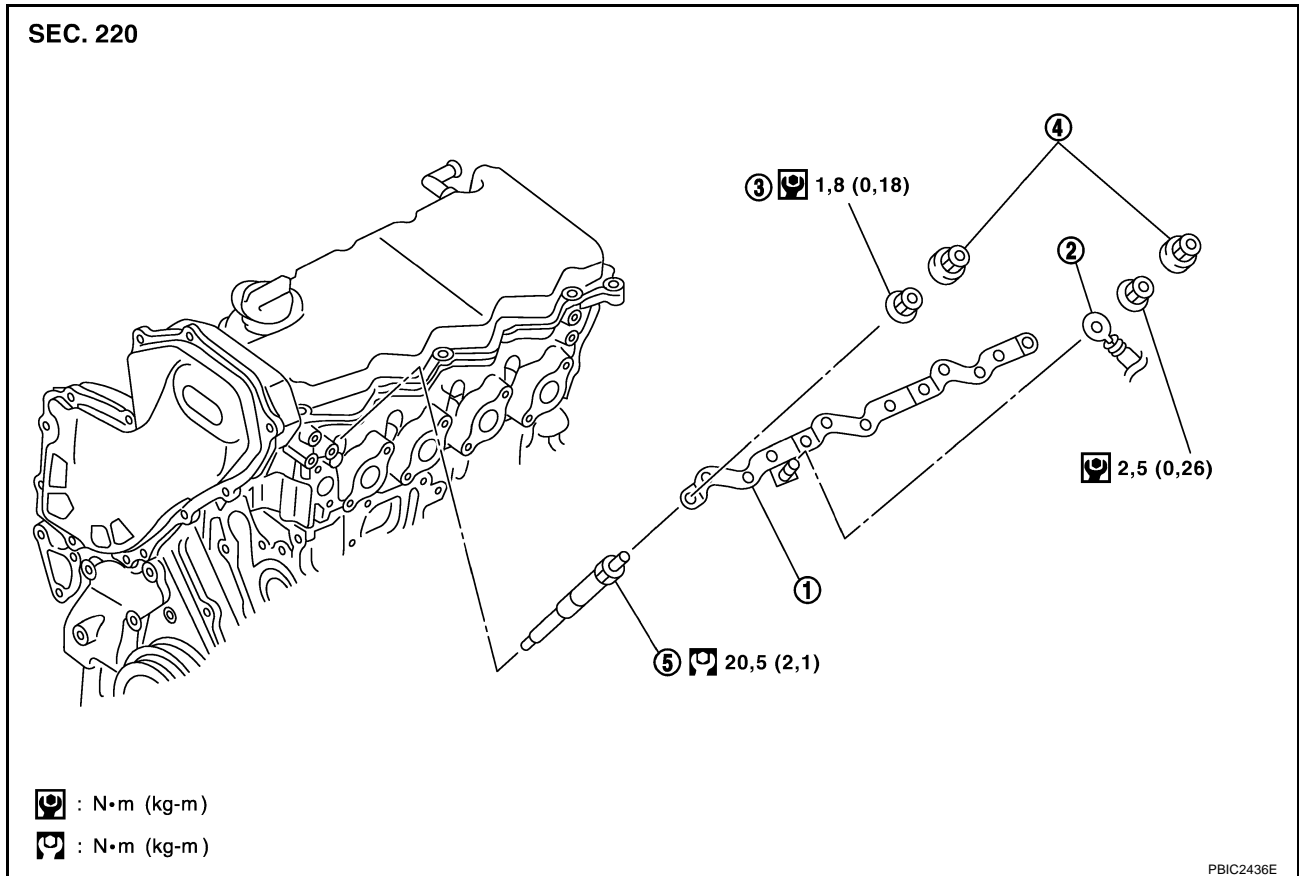 SEC. 220
4
3 1,8 (0,18)
2
2,5 (0,26)
1
5 20,5 (2,1)
: N•m (kg-m)
: N•m (kg-m)
PBIC2436E